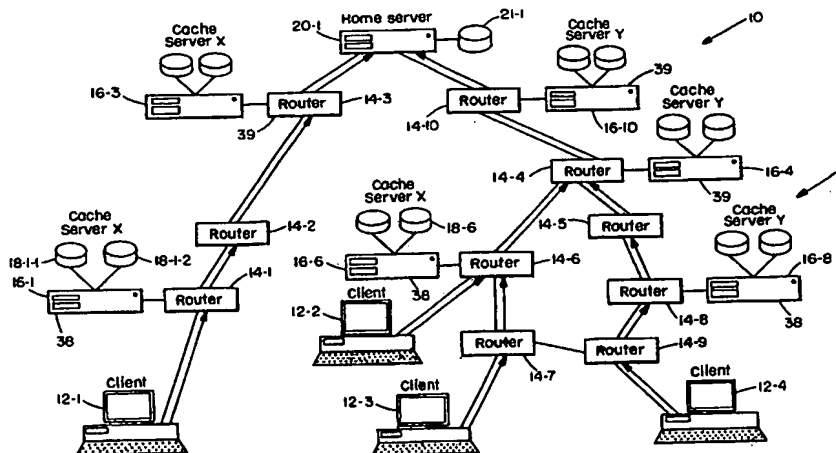 Home server
20-1
21-1
10
Cache
Server X
Cache
Server Y
16-3
Router
14-3
39
Router
14-10
39
16-10
Cache
Server Y
14-4
Router
16-4
39
Cache
Server X
18-6
Cache
Server X
Cache
Server Y
18-1-1
18-1-2
Router
14-2
14-5
Router
16-1
38
Router
14-1
16-6
38
Router
14-6
16-8
Router
14-8
38
Client
12-2
Router
14-7
Router
14-9
Client
12-1
Client
12-3
Client
12-4